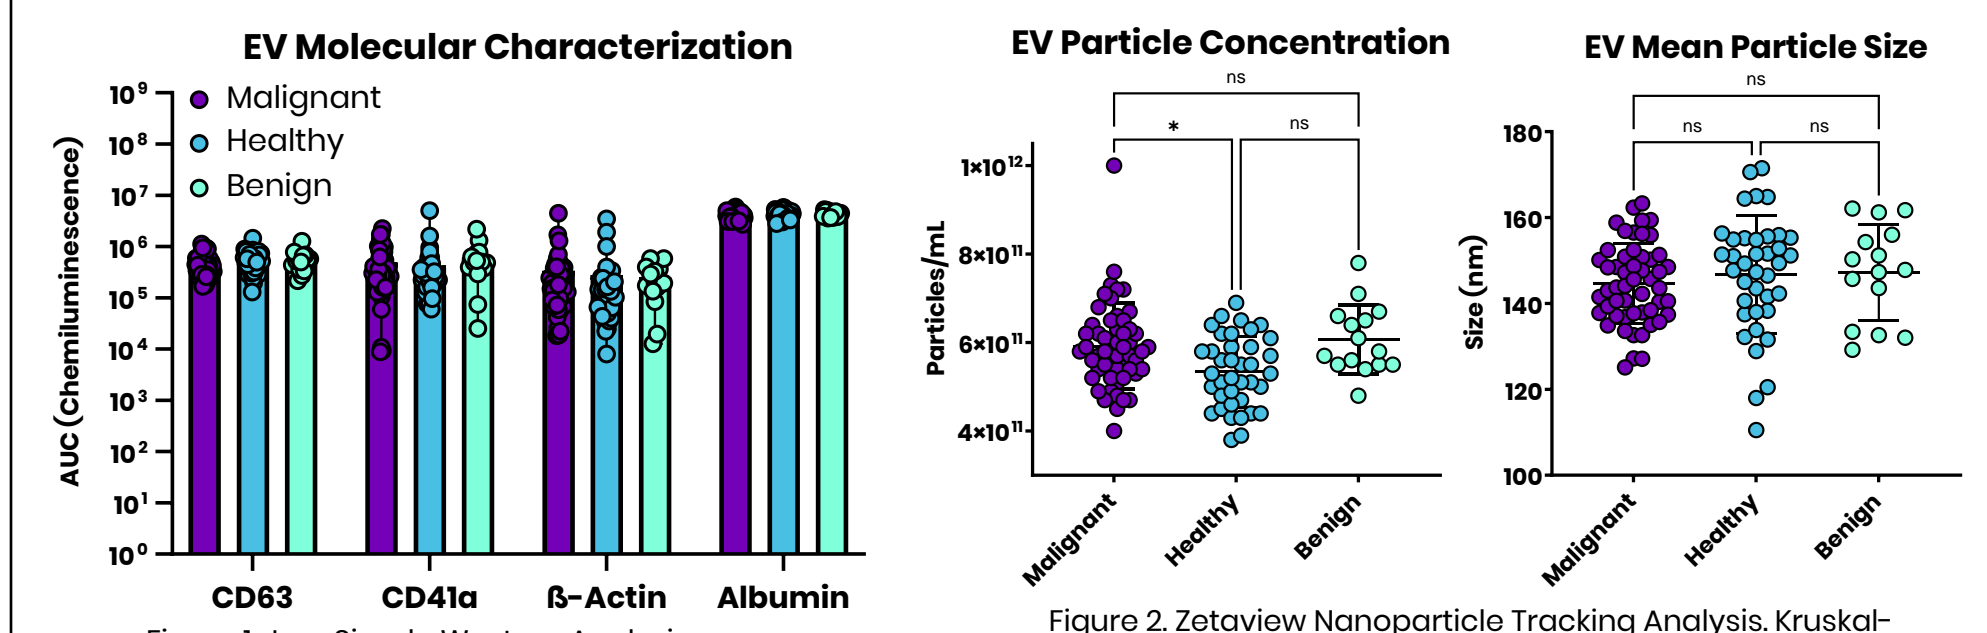 EV Molecular Characterization
10⁹
10⁸
10⁷
10⁶
10⁵
10⁴
10³
10²
10¹
10⁰
AUC (Chemiluminescence)
Malignant
Healthy
Benign
CD63
CD41a
ß-Actin
Albumin
EV Particle Concentration
ns
*
ns
1×10¹²
8×10¹¹
6×10¹¹
4×10¹¹
Particles/mL
Malignant
Healthy
Benign
EV Mean Particle Size
ns
ns
ns
180
160
140
120
100
Size (nm)
Malignant
Healthy
Benign
Figure 2. Zetaview Nanoparticle Tracking Analysis. Kruskal-